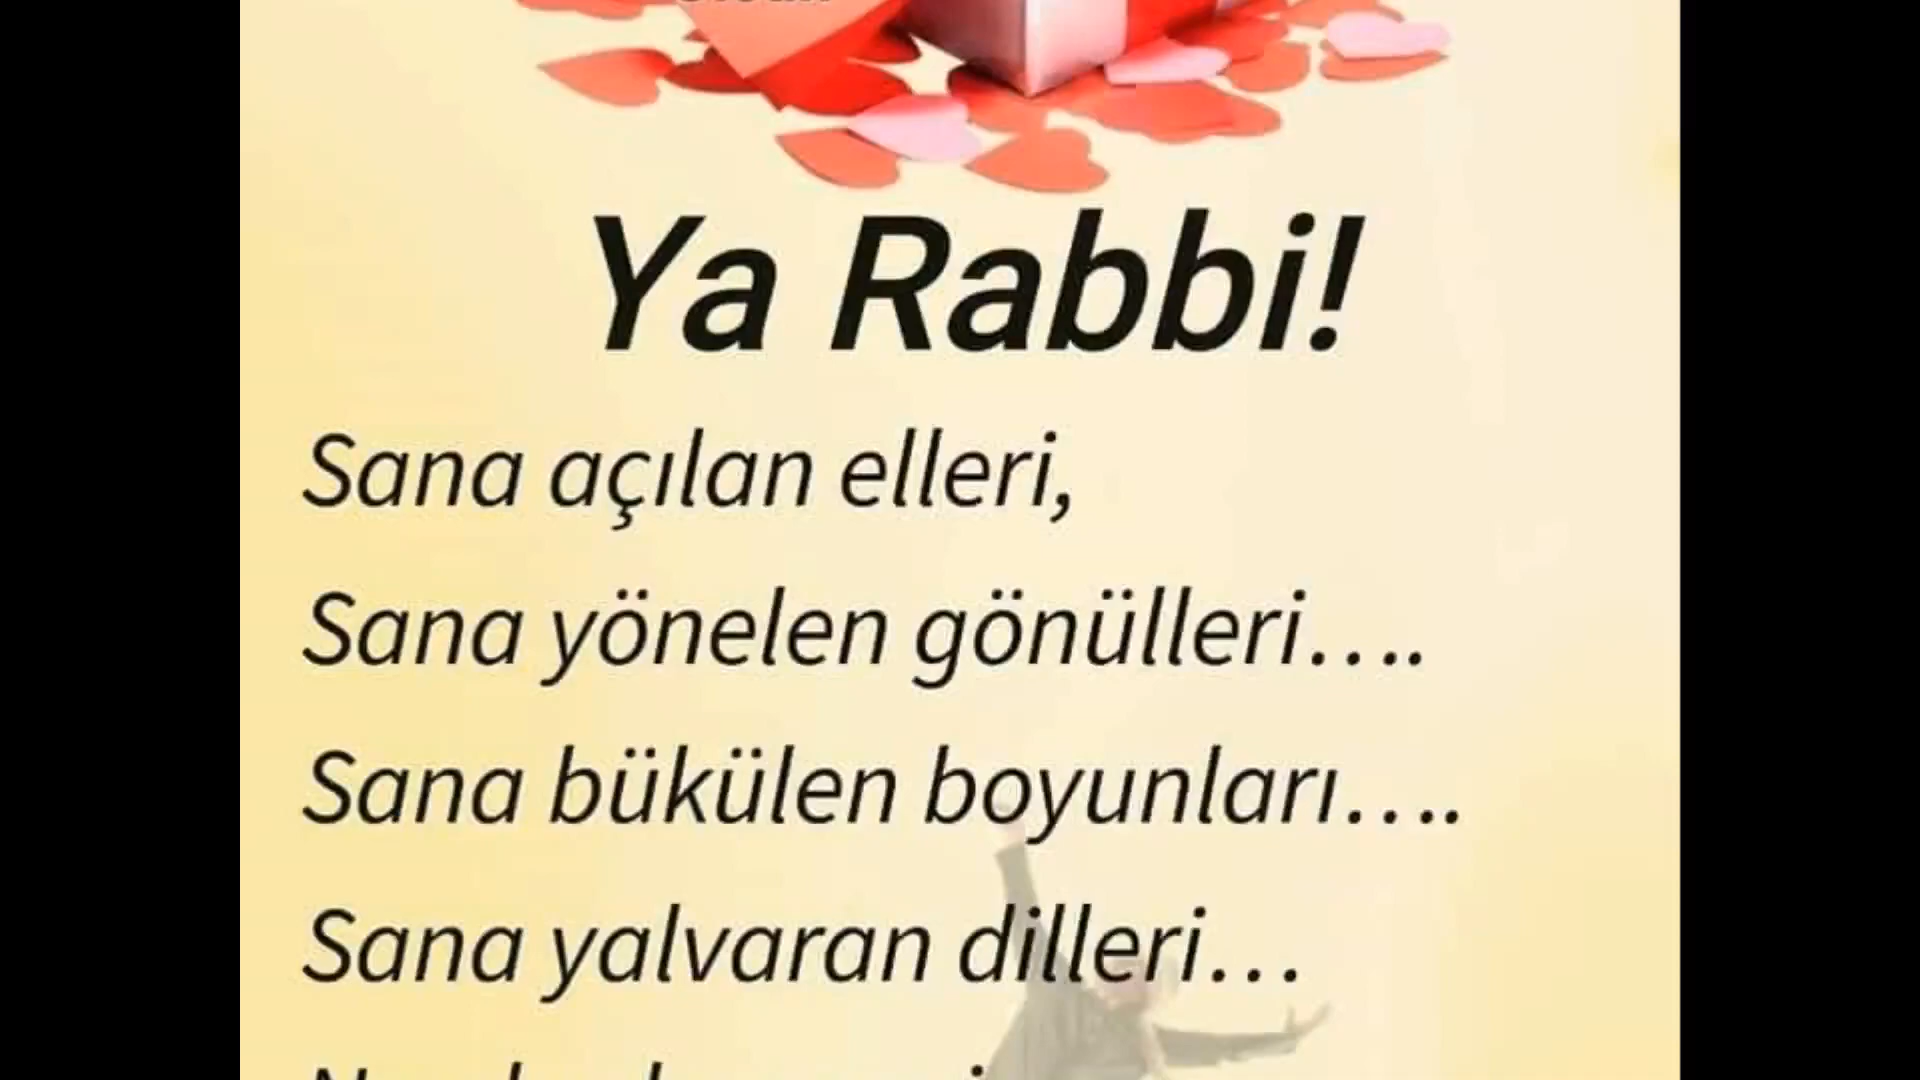 Ya Rabbi!
Sana açılan elleri,
Sana yönelen gönülleri….
Sana bükülen boyunları….
Sana yalvaran dilleri…